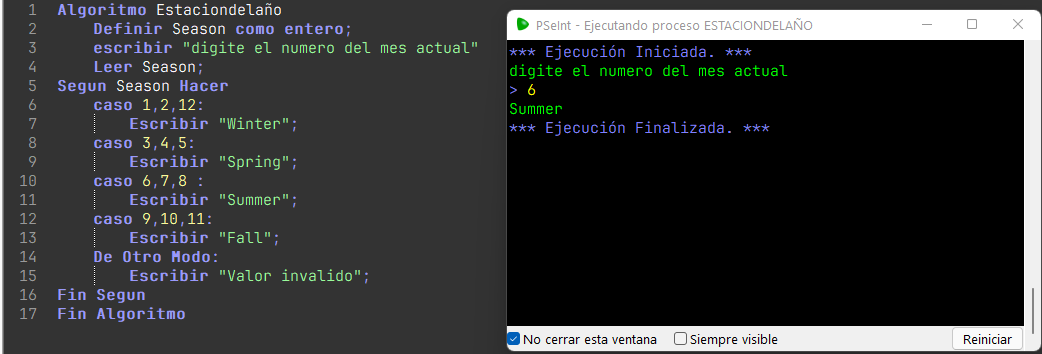 1 Algoritmo Estaciondelaño
2 Definir Season como entero;
3 escribir "digite el numero del mes actual"
4 Leer Season;
5 Segun Season Hacer
6 caso 1,2,12:
7 Escribir "Winter";
8 caso 3,4,5:
9 Escribir "Spring";
10 caso 6,7,8 :
11 Escribir "Summer";
12 caso 9,10,11:
13 Escribir "Fall";
14 De Otro Modo:
15 Escribir "Valor invalido";
16 Fin Segun
17 Fin Algoritmo
PSeInt - Ejecutando proceso ESTACIONDELAÑO
*** Ejecución Iniciada. ***
digite el numero del mes actual
> 6
Summer
*** Ejecución Finalizada. ***
No cerrar esta ventana Siempre visible Reiniciar